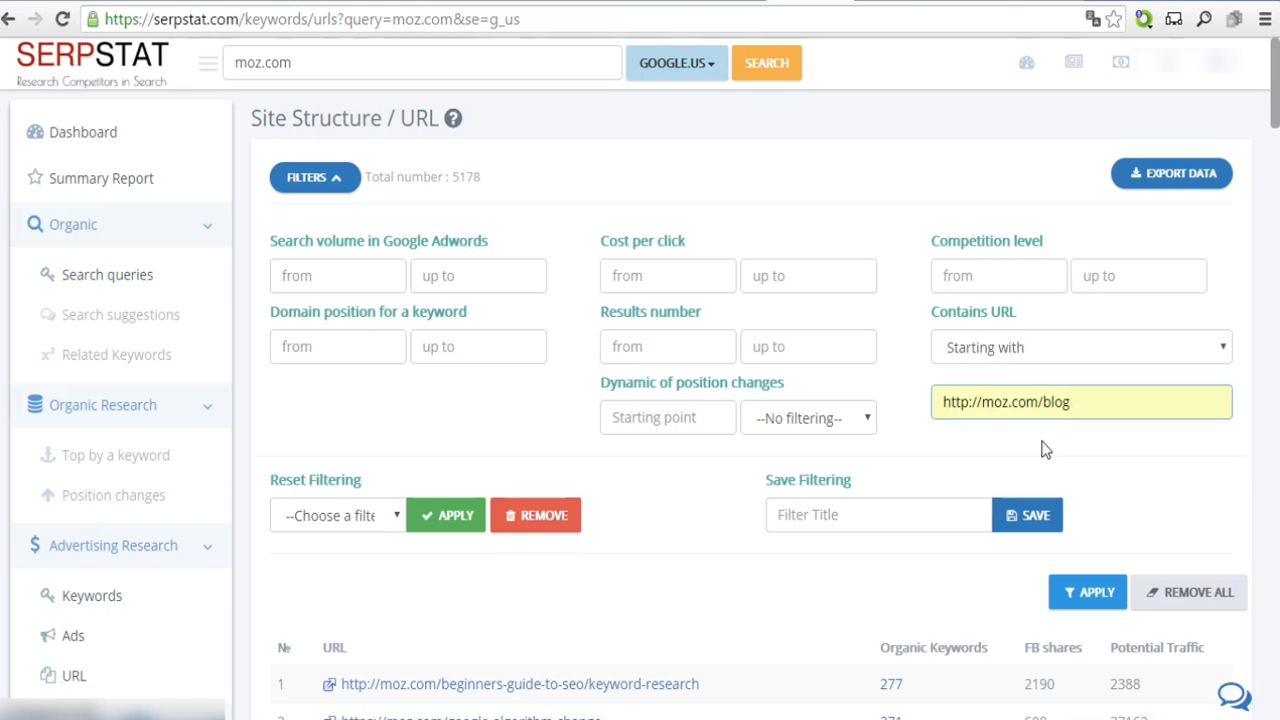 https://serpstat.com/keywords/urls?query=moz.com&se=g_us
SERPSTAT
Research Competitors in Search
moz.com
GOOGLE.US
SEARCH
Dashboard
Summary Report
Organic
Search queries
Search suggestions
Related Keywords
Organic Research
Top by a keyword
Position changes
Advertising Research
Keywords
Ads
URL
Site Structure / URL ?
FILTERS
Total number : 5178
EXPORT DATA
Search volume in Google Adwords
Cost per click
Competition level
from up to
from up to
from up to
Domain position for a keyword
Results number
Contains URL
from up to
from up to
Starting with
Dynamic of position changes
Starting point
--No filtering--
http://moz.com/blog
Reset Filtering
Save Filtering
--Choose a filte
APPLY
REMOVE
Filter Title
SAVE
APPLY
REMOVE ALL
№ URL Organic Keywords FB shares Potential Traffic
1 http://moz.com/beginners-guide-to-seo/keyword-research 277 2190 2388